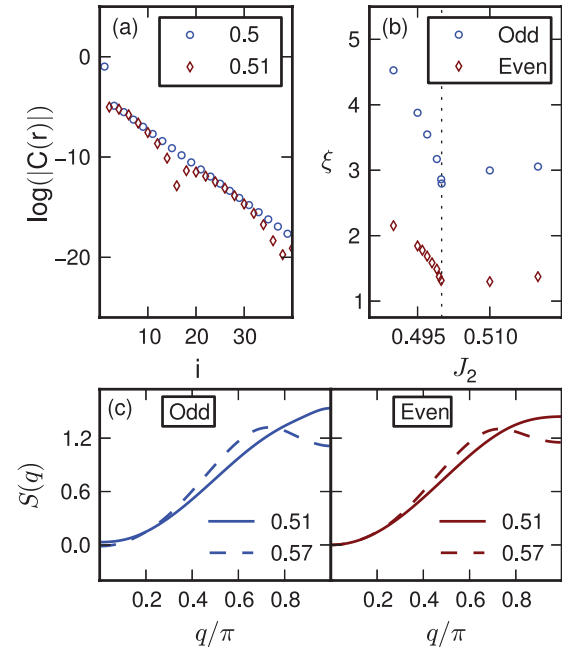 (a)
0.5
0.51
0
−10
−20
log(|C(r)|)
10 20 30
i
(b)
Odd
Even
5
4
3
2
1
ξ
0.495 0.510
J₂
(c)
Odd
1.2
0.6
0.0
S(q)
0.51
0.57
0.2 0.4 0.6 0.8
q/π
Even
0.51
0.57
0.2 0.4 0.6 0.8
q/π